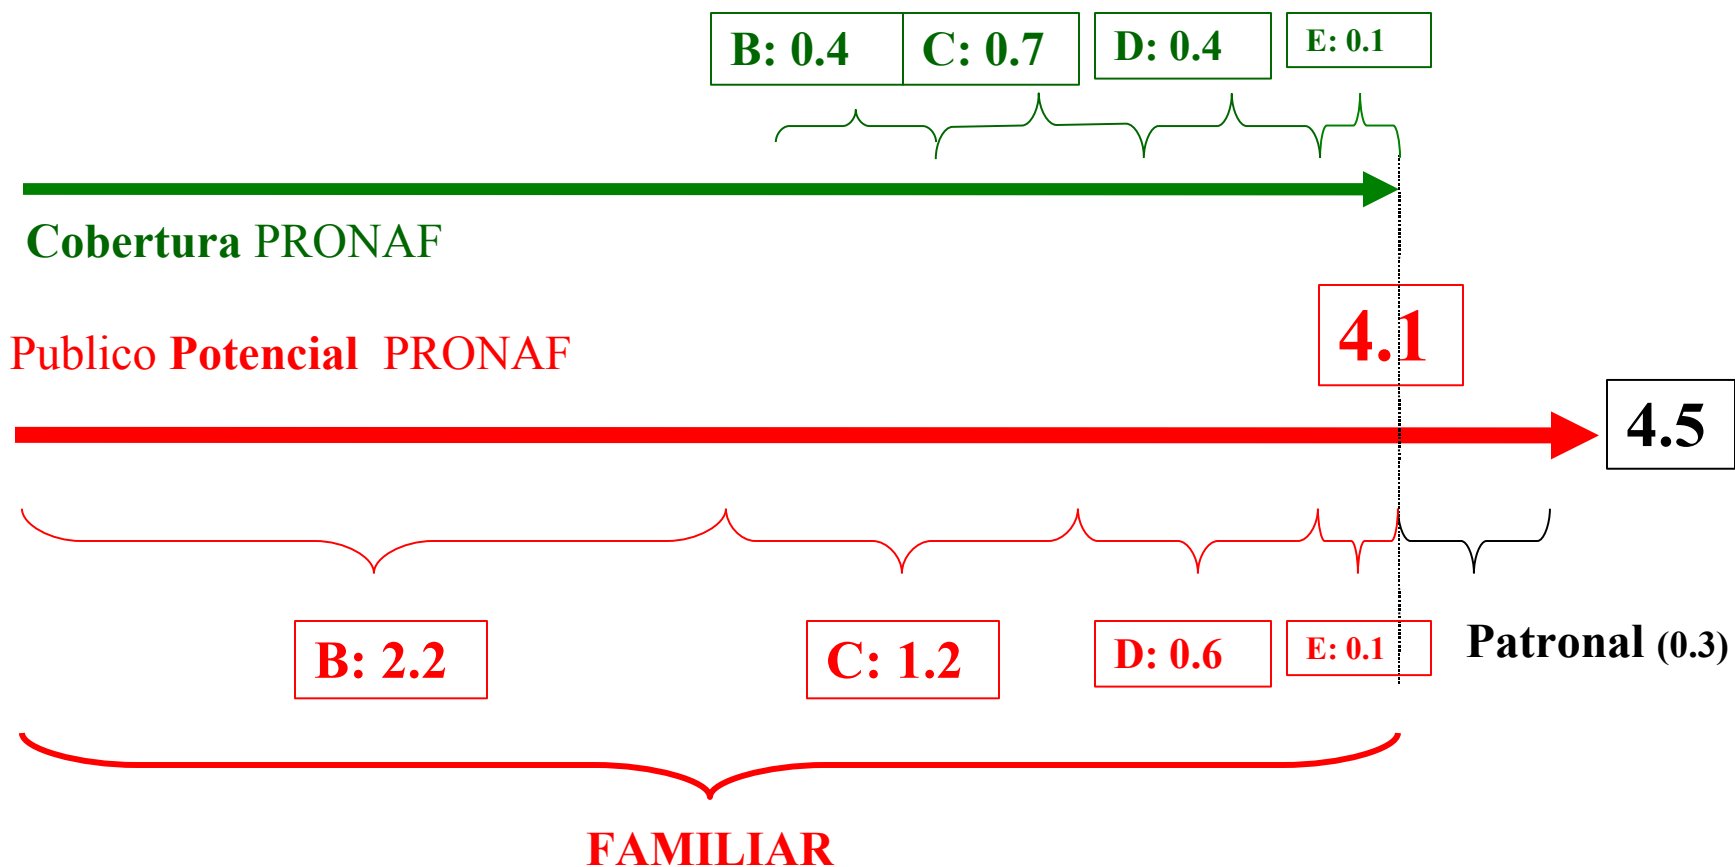 B: 0.4 C: 0.7 D: 0.4 E: 0.1
Cobertura PRONAF
4.1
Publico Potencial PRONAF
4.5
B: 2.2 C: 1.2 D: 0.6 E: 0.1 Patronal (0.3)
FAMILIAR